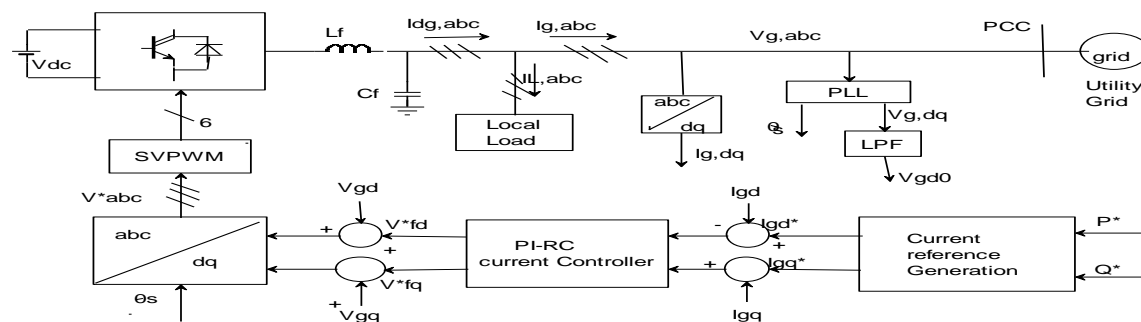 Vdc
Lf
Cf
Idg,abc
Ig,abc
IL,abc
Local
Load
Vg,abc
abc
dq
Ig,dq
PLL
θs
Vg,dq
LPF
Vgd0
PCC
grid
Utility
Grid
6
SVPWM
V*abc
abc
dq
θs
Vgd
+
V*fd
+
V*fq
+
Vgq
PI-RC
current Controller
Igd
-
Igd*
+
+
Igq*
Igq
Current
reference
Generation
P*
Q*